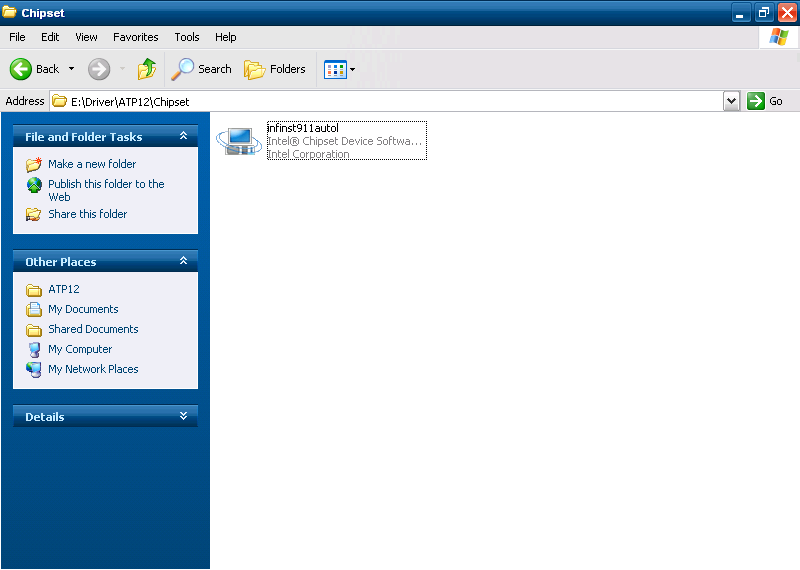 Chipset
File Edit View Favorites Tools Help
Back Search Folders
Address E:\Driver\ATP12\Chipset Go
File and Folder Tasks
Make a new folder
Publish this folder to the
Web
Share this folder
Other Places
ATP12
My Documents
Shared Documents
My Computer
My Network Places
Details
infinst911autol
Intel® Chipset Device Softwa...
Intel Corporation